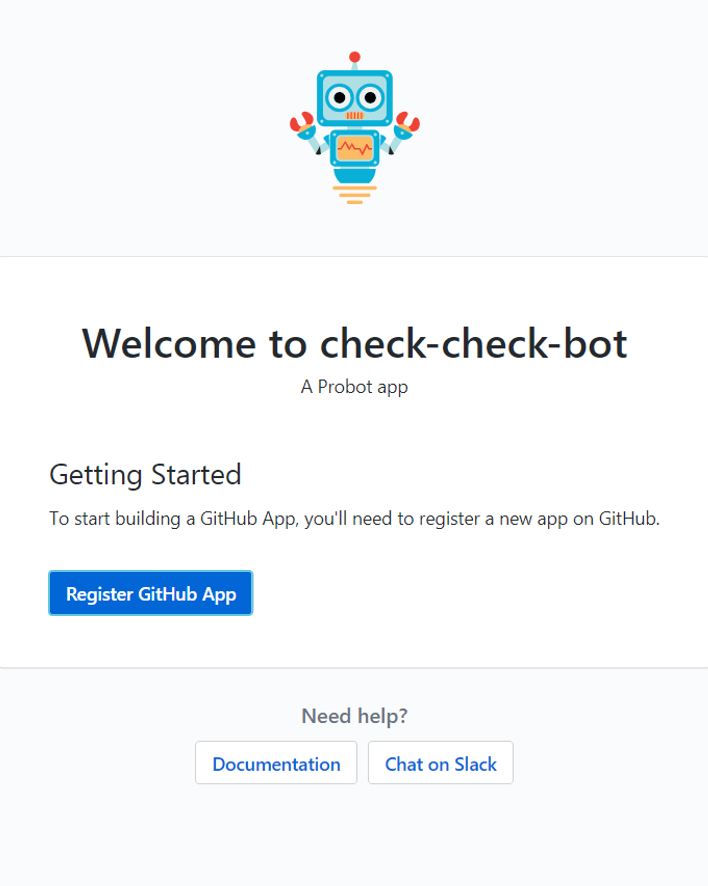 Welcome to check-check-bot
A Probot app
Getting Started
To start building a GitHub App, you'll need to register a new app on GitHub.
Register GitHub App
Need help?
Documentation
Chat on Slack